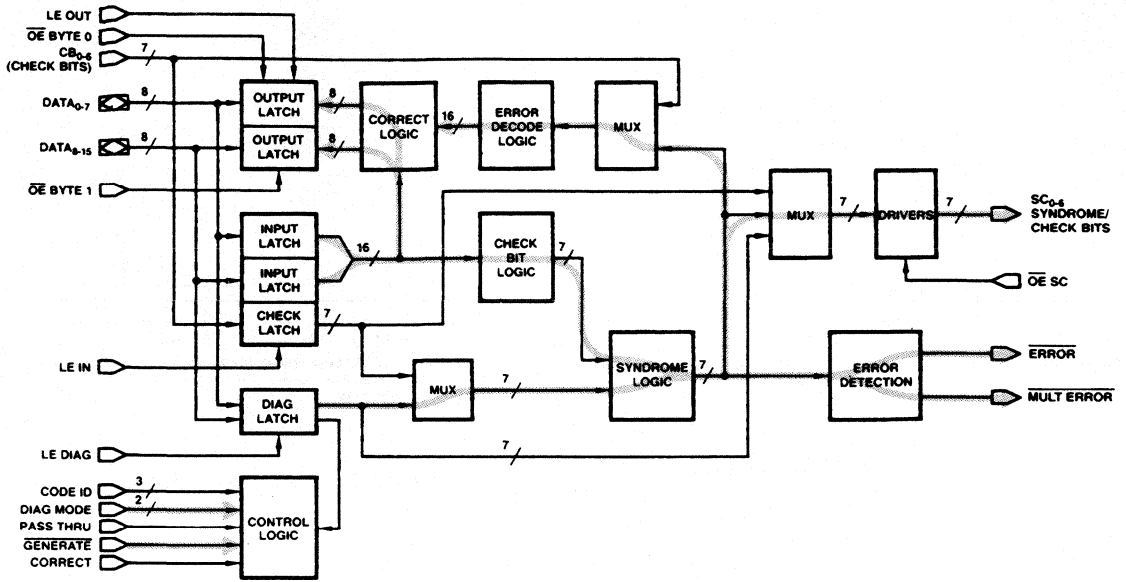 LE OUT
OE BYTE 0
CB0-6
(CHECK BITS)
7
DATA0-7
8
DATA8-15
8
OE BYTE 1
OUTPUT
LATCH
OUTPUT
LATCH
8
8
CORRECT
LOGIC
16
ERROR
DECODE
LOGIC
MUX
INPUT
LATCH
INPUT
LATCH
CHECK
LATCH
16
7
CHECK
BIT
LOGIC
7
MUX
7
DRIVERS
7
SC0-6
SYNDROME/
CHECK BITS
OE SC
LE IN
MUX
7
SYNDROME
LOGIC
7
ERROR
DETECTION
ERROR
MULT ERROR
DIAG
LATCH
7
LE DIAG
CODE ID
3
DIAG MODE
2
PASS THRU
GENERATE
CORRECT
CONTROL
LOGIC